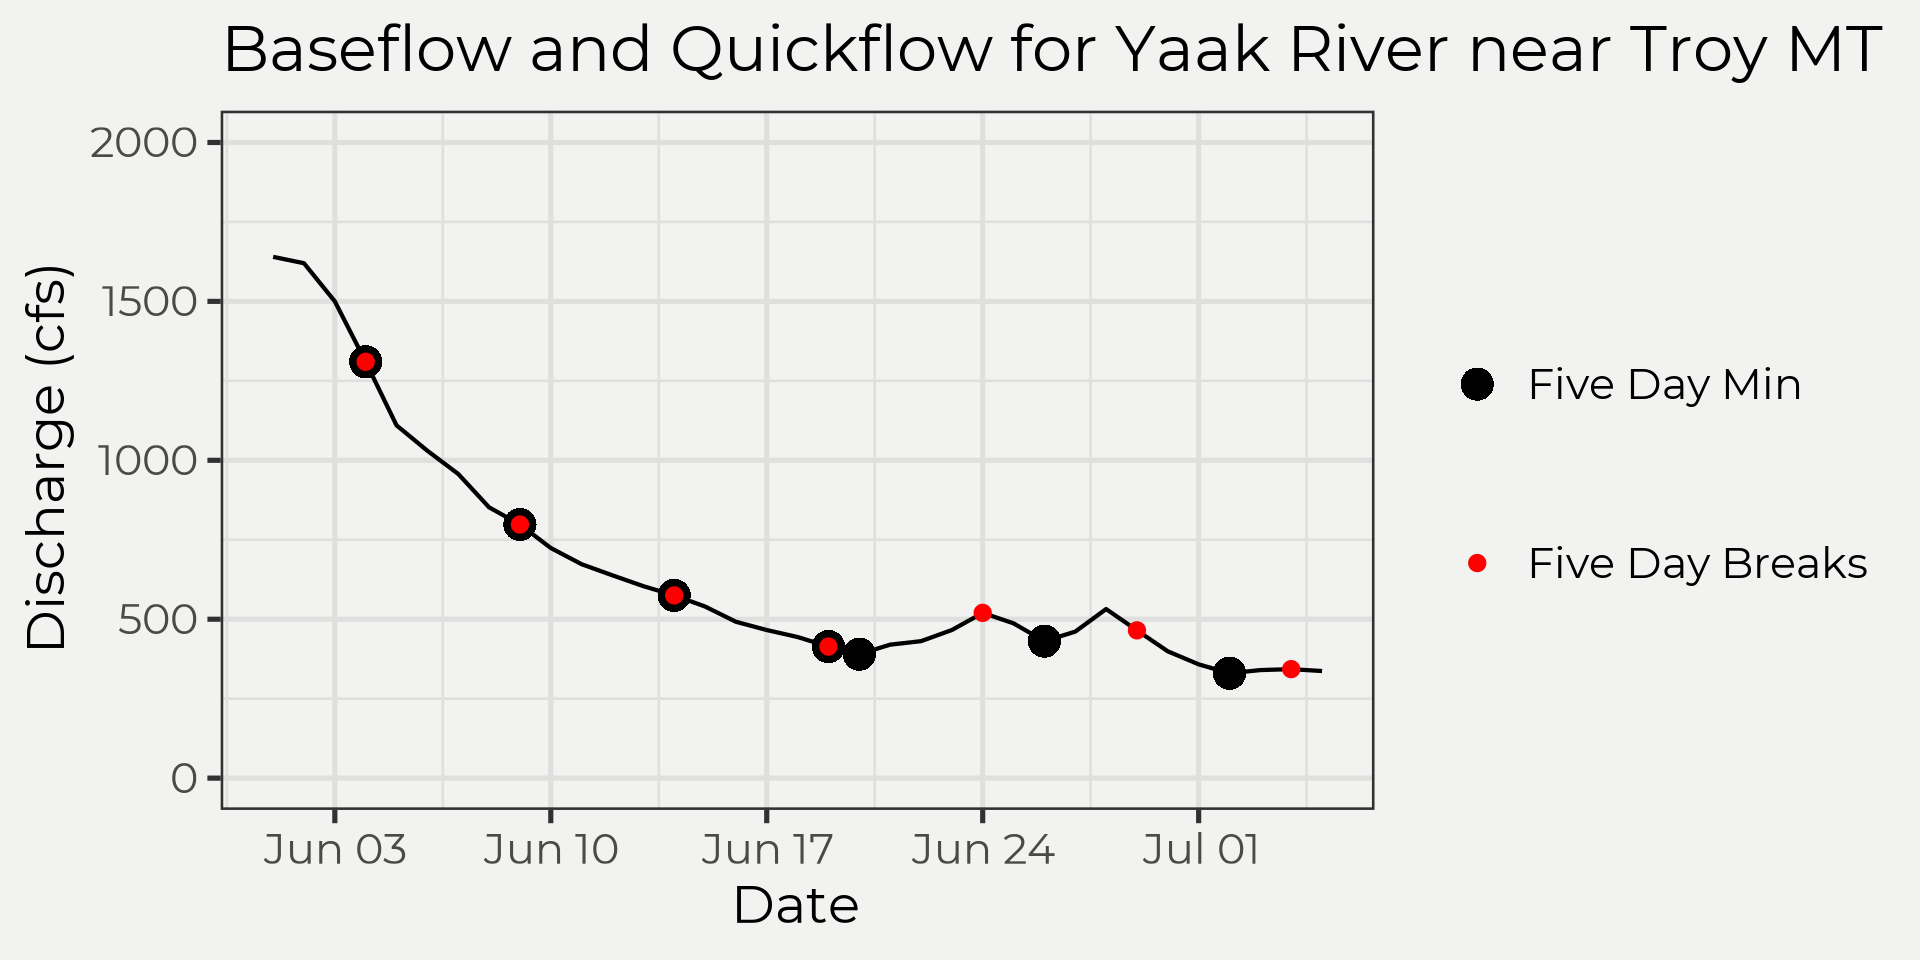 Baseflow and Quickflow for Yaak River near Troy MT
Discharge (cfs)
2000
1500
1000
500
0
Jun 03 Jun 10 Jun 17 Jun 24 Jul 01
Date
Five Day Min
Five Day Breaks